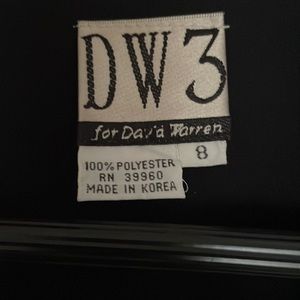 DW3
for David Warren
8
100% POLYESTER
RN 39960
MADE IN KOREA